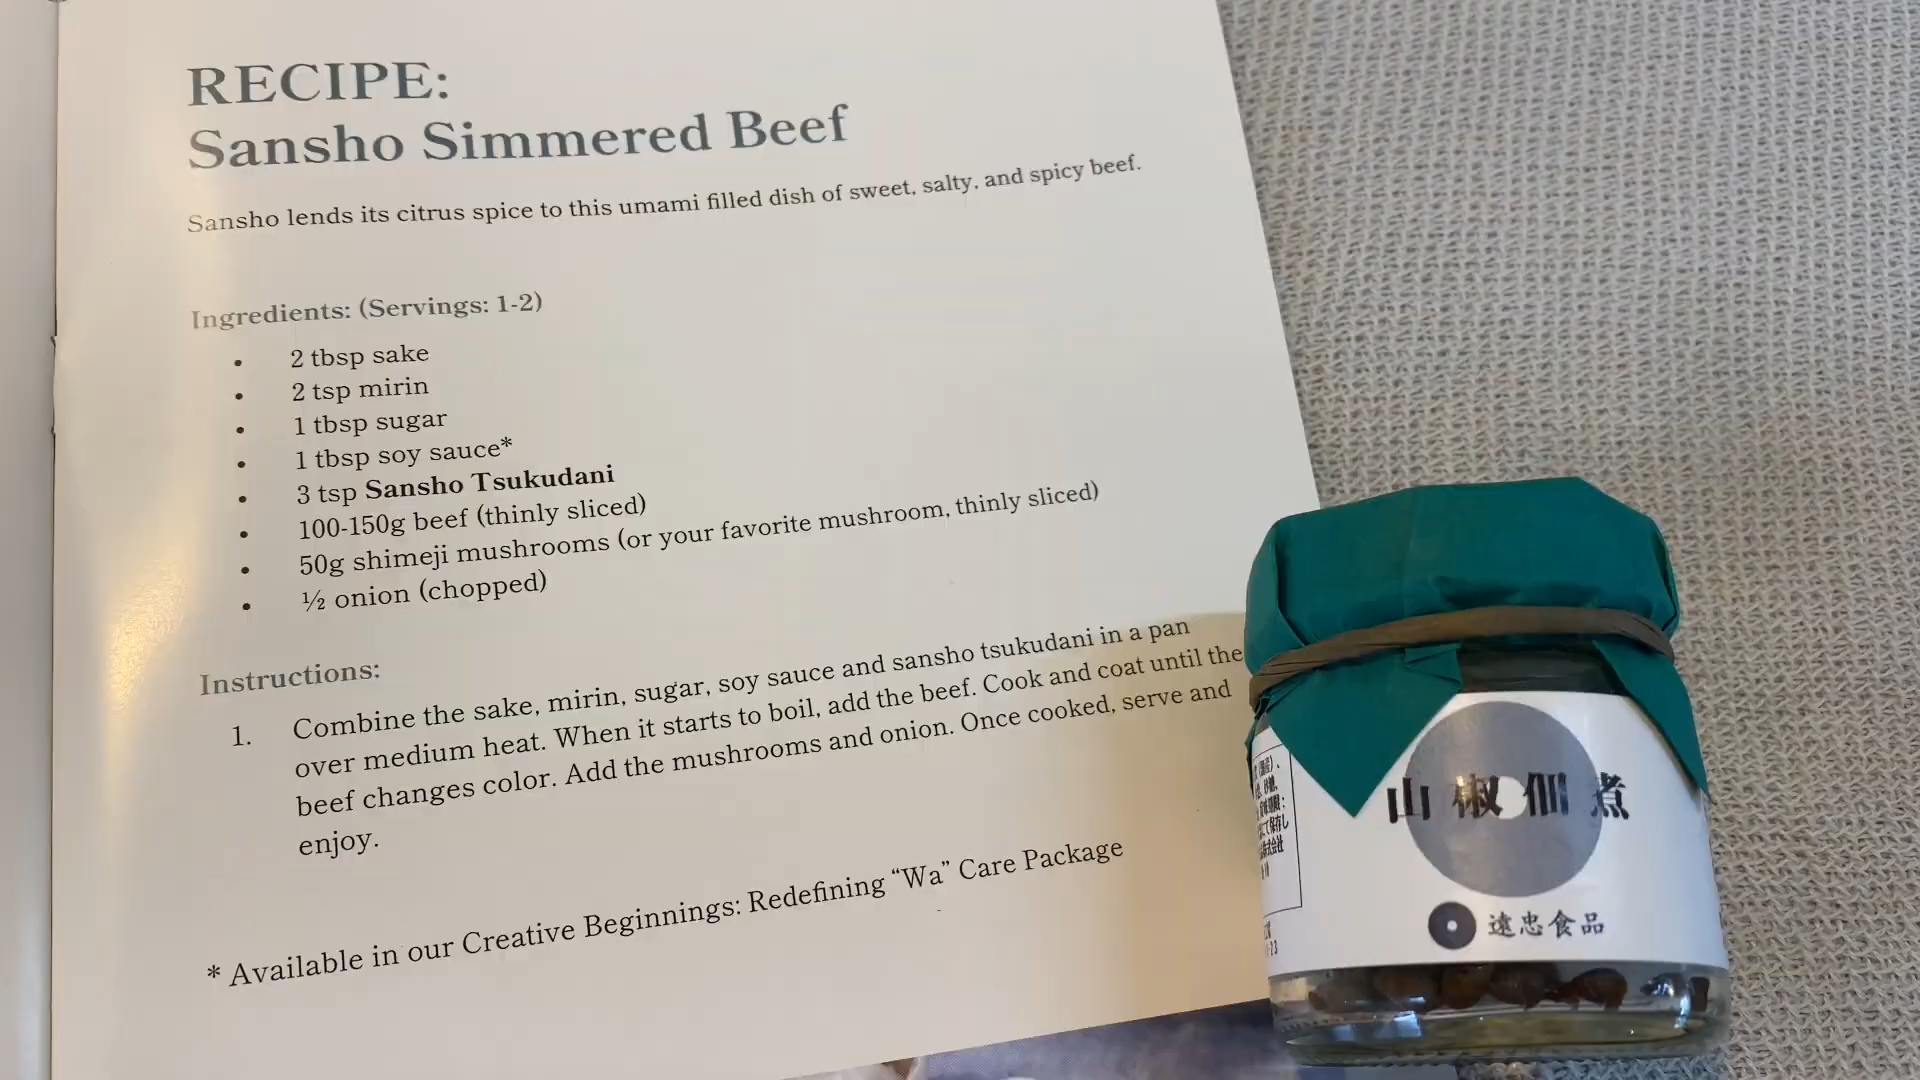 RECIPE:
Sansho Simmered Beef
Sansho lends its citrus spice to this umami filled dish of sweet, salty, and spicy beef.
Ingredients: (Servings: 1-2)
• 2 tbsp sake
• 2 tsp mirin
• 1 tbsp sugar
• 1 tbsp soy sauce*
• 3 tsp Sansho Tsukudani
• 100-150g beef (thinly sliced)
• 50g shimeji mushrooms (or your favorite mushroom, thinly sliced)
• ½ onion (chopped)
Instructions:
1. Combine the sake, mirin, sugar, soy sauce and sansho tsukudani in a pan
over medium heat. When it starts to boil, add the beef. Cook and coat until the
beef changes color. Add the mushrooms and onion. Once cooked, serve and
enjoy.
* Available in our Creative Beginnings: Redefining “Wa” Care Package
山椒佃煮
遠忠食品